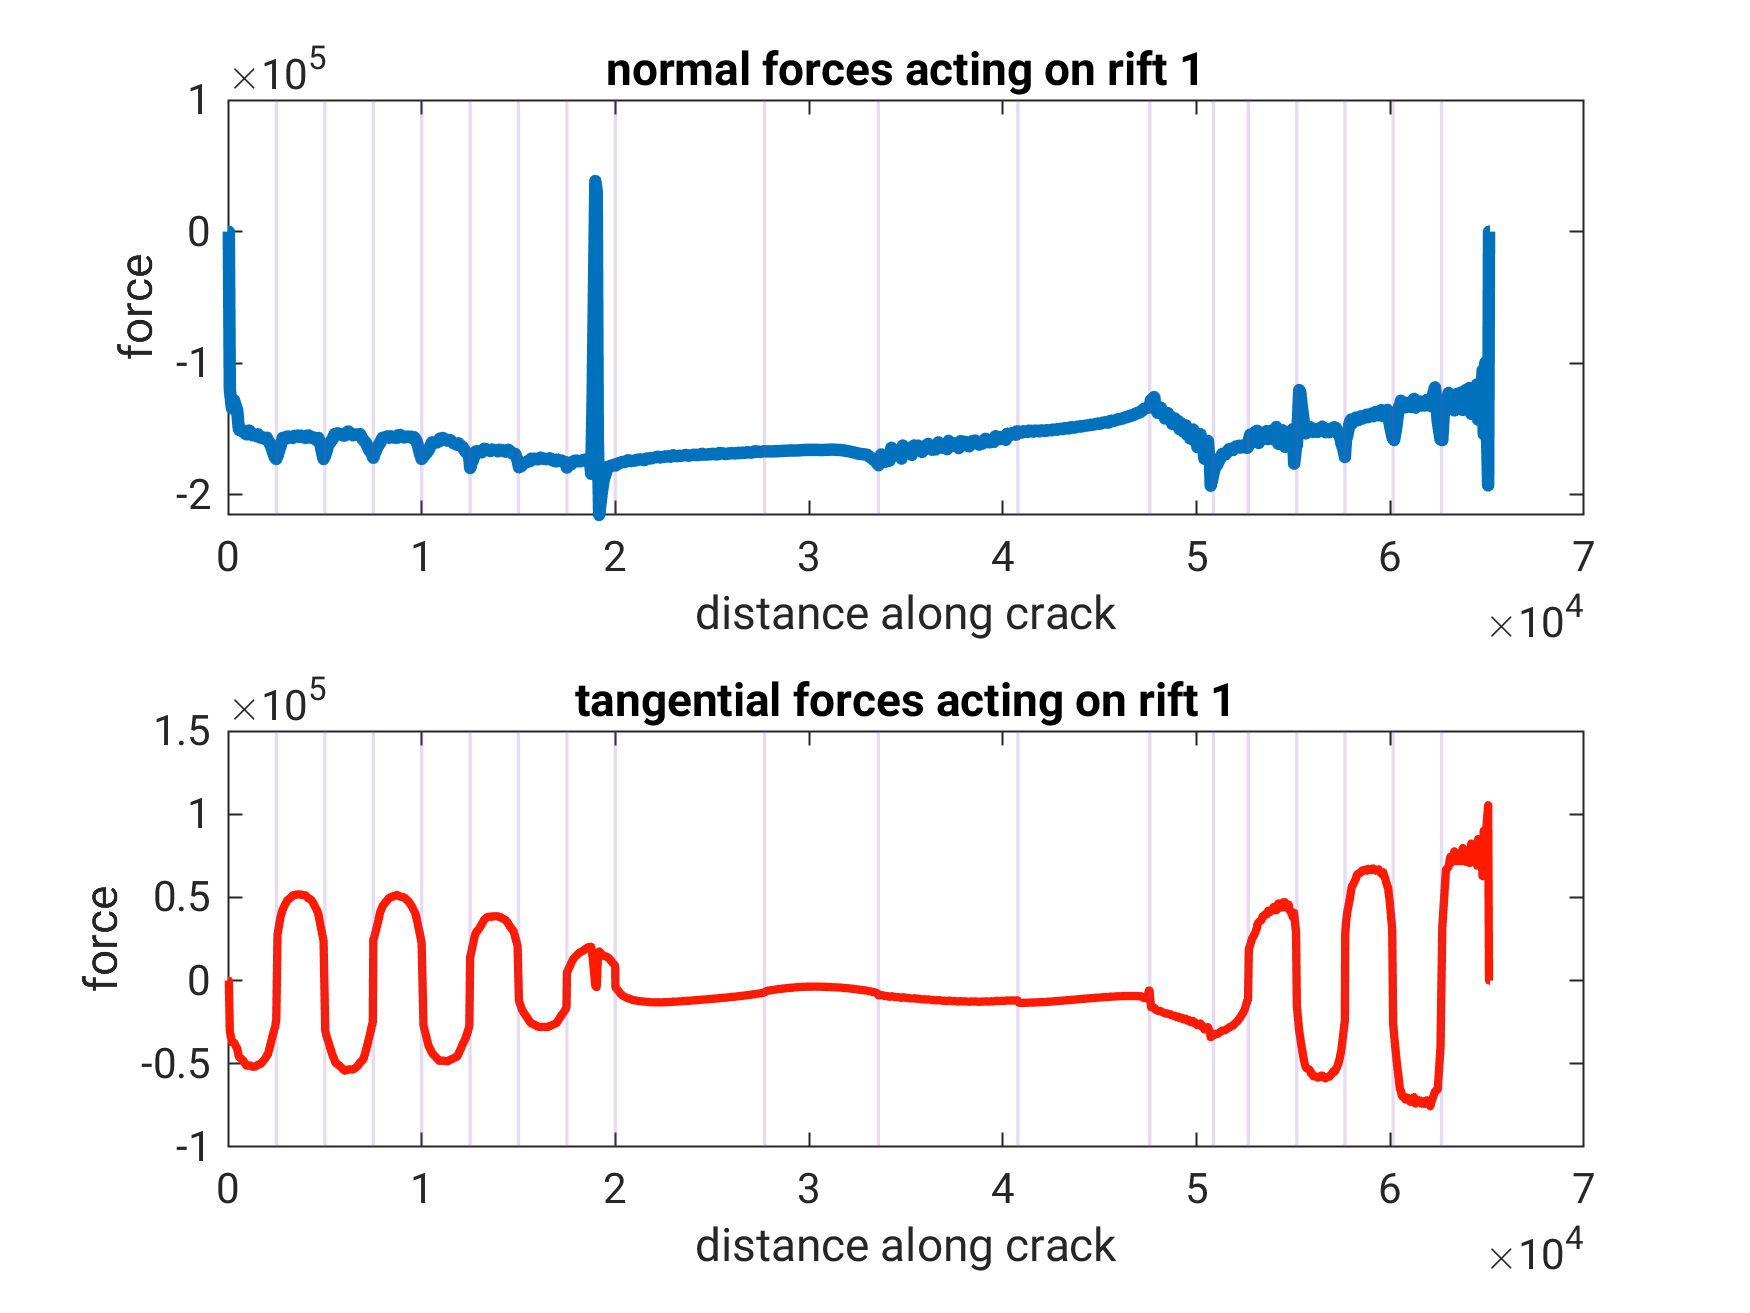 normal forces acting on rift 1
×10^5
1
0
-1
-2
force
0 1 2 3 4 5 6 7
distance along crack
×10^4
tangential forces acting on rift 1
×10^5
1.5
1
0.5
0
-0.5
-1
force
0 1 2 3 4 5 6 7
distance along crack
×10^4